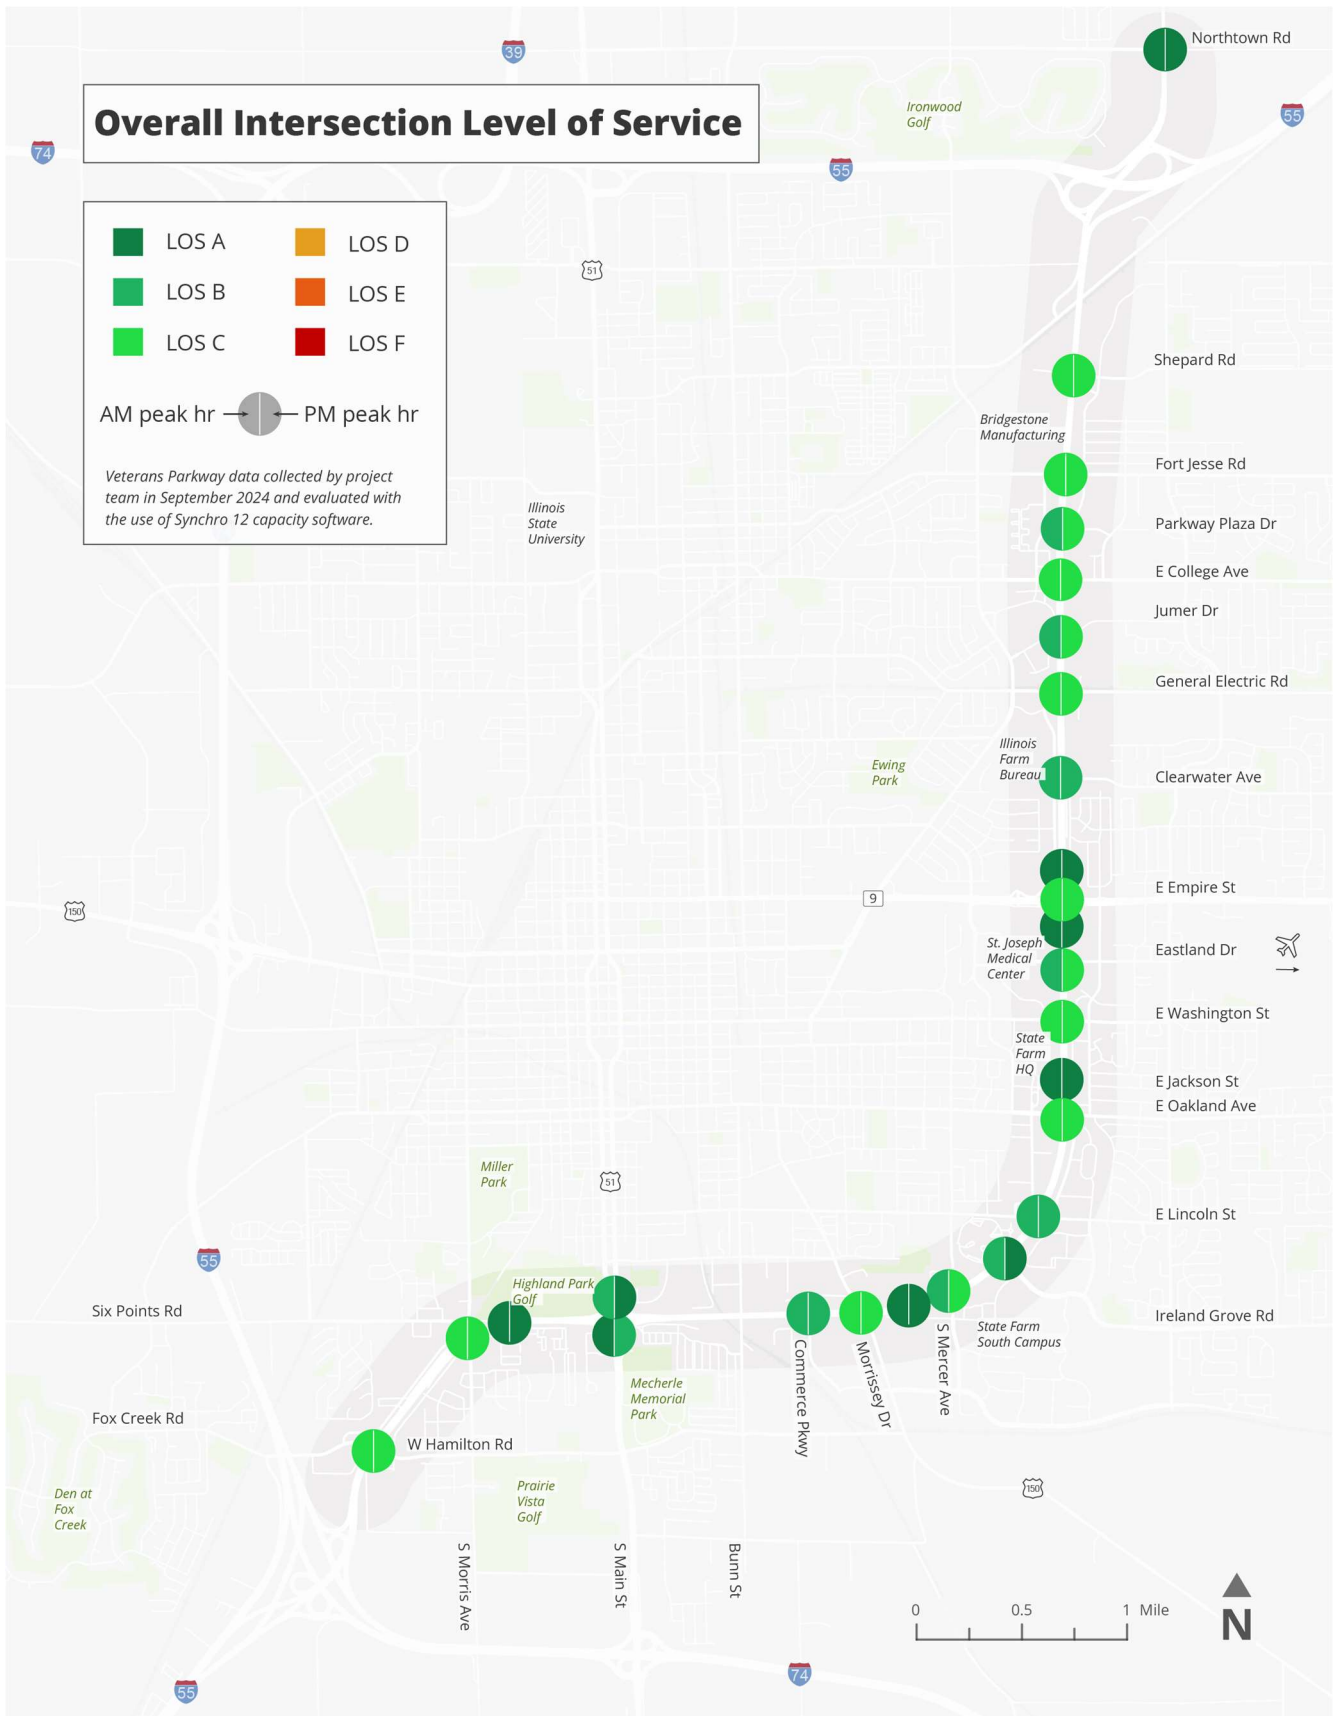 Northtown Rd
39
Ironwood
Golf
55
Overall Intersection Level of Service
74
55
LOS A
LOS D
LOS B
LOS E
LOS C
LOS F
51
AM peak hr
PM peak hr
Veterans Parkway data collected by project
team in September 2024 and evaluated with
the use of Synchro 12 capacity software.
Shepard Rd
Bridgestone
Manufacturing
Fort Jesse Rd
Illinois
State
University
Parkway Plaza Dr
E College Ave
Jumer Dr
General Electric Rd
Illinois
Farm
Bureau
Ewing
Park
Clearwater Ave
E Empire St
9
150
St. Joseph
Medical
Center
Eastland Dr
E Washington St
State
Farm
HQ
E Jackson St
E Oakland Ave
Miller
Park
51
E Lincoln St
55
Highland Park
Golf
Six Points Rd
Ireland Grove Rd
State Farm
South Campus
S Mercer Ave
Morrissey Dr
Commerce Pkwy
Mecherle
Memorial
Park
Fox Creek Rd
W Hamilton Rd
Den at
Fox
Creek
Prairie
Vista
Golf
150
S Morris Ave
S Main St
Bunn St
0 0.5 1 Mile
N
55
74